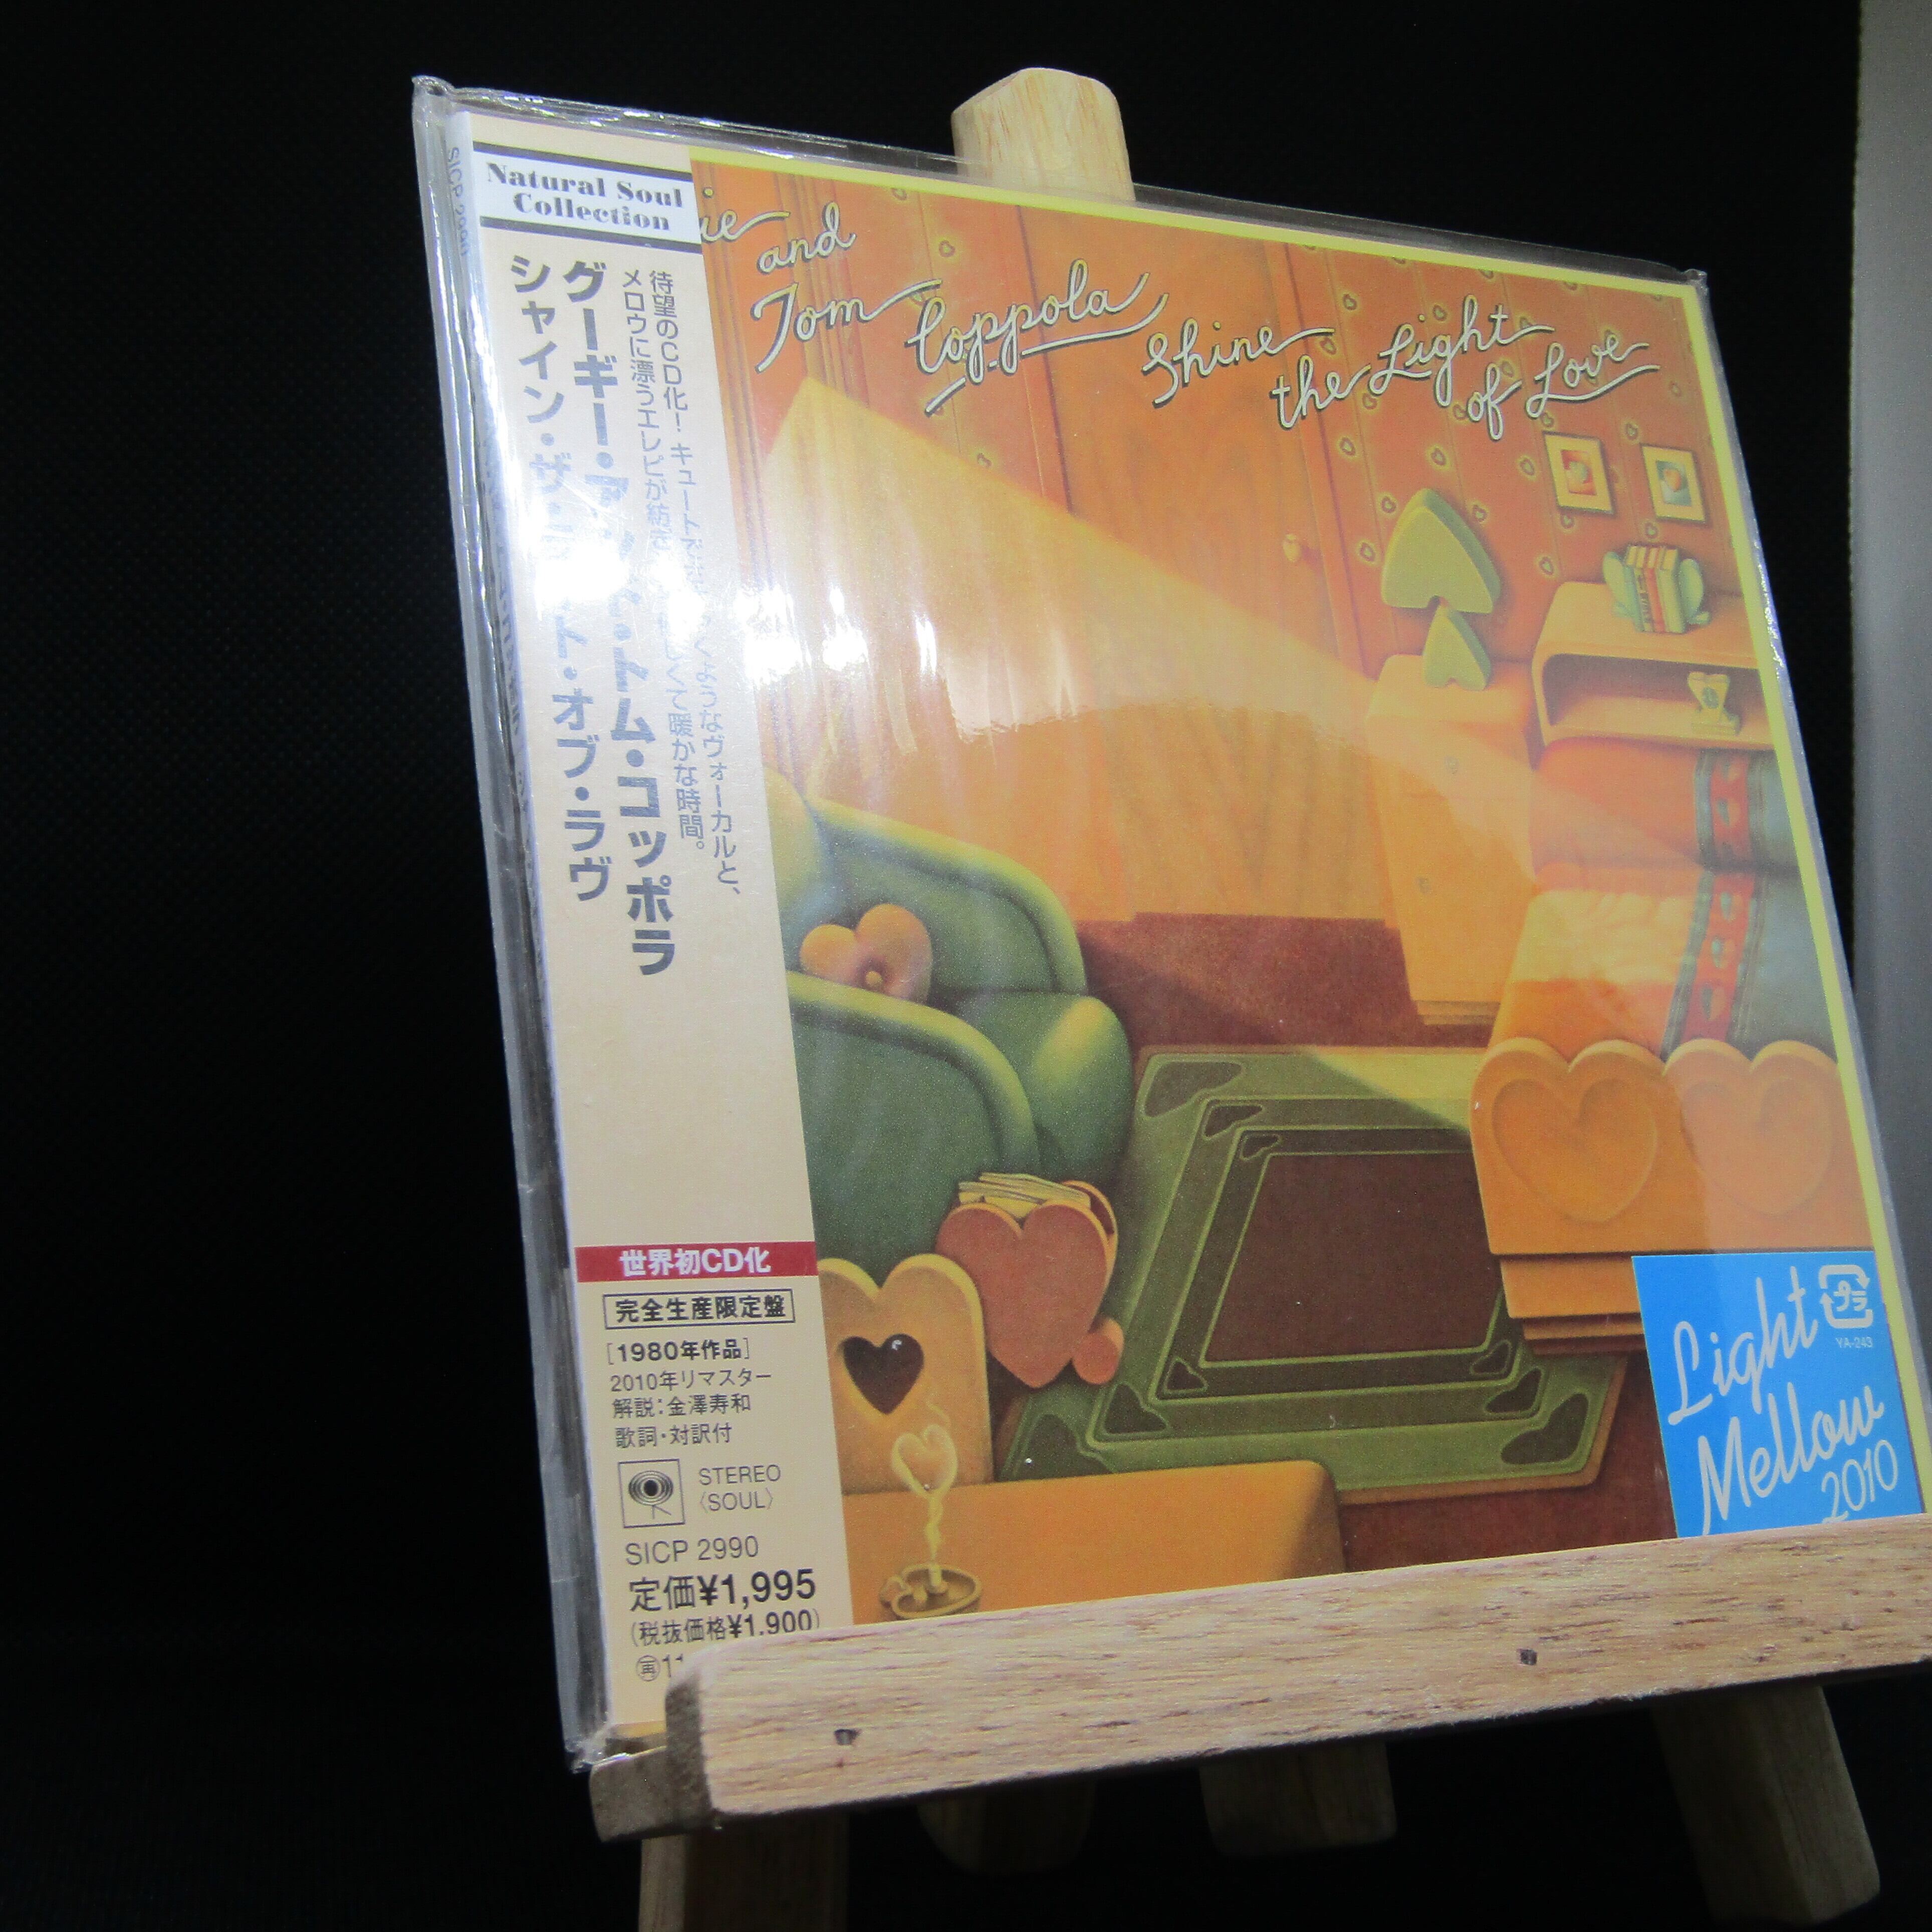 SICP 2990
Natural Soul
Collection
and
Tom Coppola
Shine
the Light
of Love
待望のCD化! キュートで ようなヴォーカルと、
メロウに漂うエレピが紡 くて暖かな時間。
グーギー・アンド・トム・コッポラ
シャイン・ザ・ライト・オブ・ラヴ
世界初CD化
完全生産限定盤
[1980年作品]
2010年リマスター
解説:金澤寿和
歌詞・対訳付
STEREO
〈SOUL〉
SICP 2990
定価¥1,995
(税抜価格¥1,900)
再11
Light
Mellow
2010
プラ
YA-243